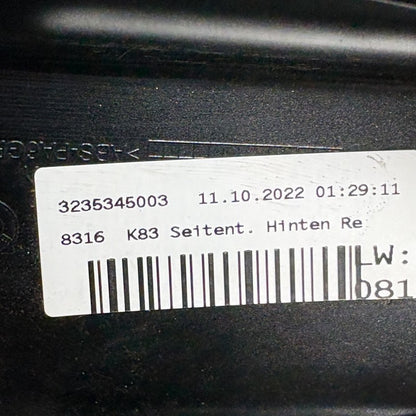 3235345003 11.10.2022 01:29:11
8316 K83 Seitent. Hinten Re
LW:
081